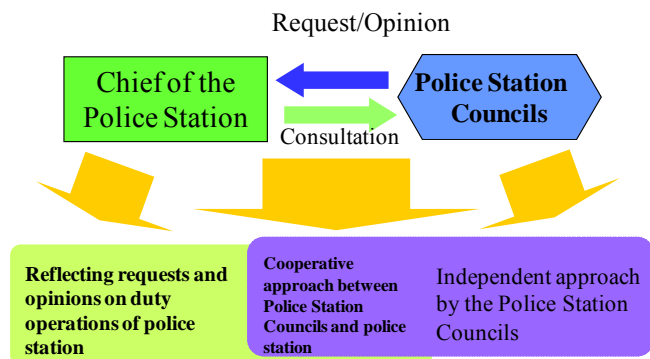 Request/Opinion
Chief of the
Police Station
Police Station
Councils
Consultation
Reflecting requests and
opinions on duty
operations of police
station
Cooperative
approach between
Police Station
Councils and police
station
Independent approach
by the Police Station
Councils